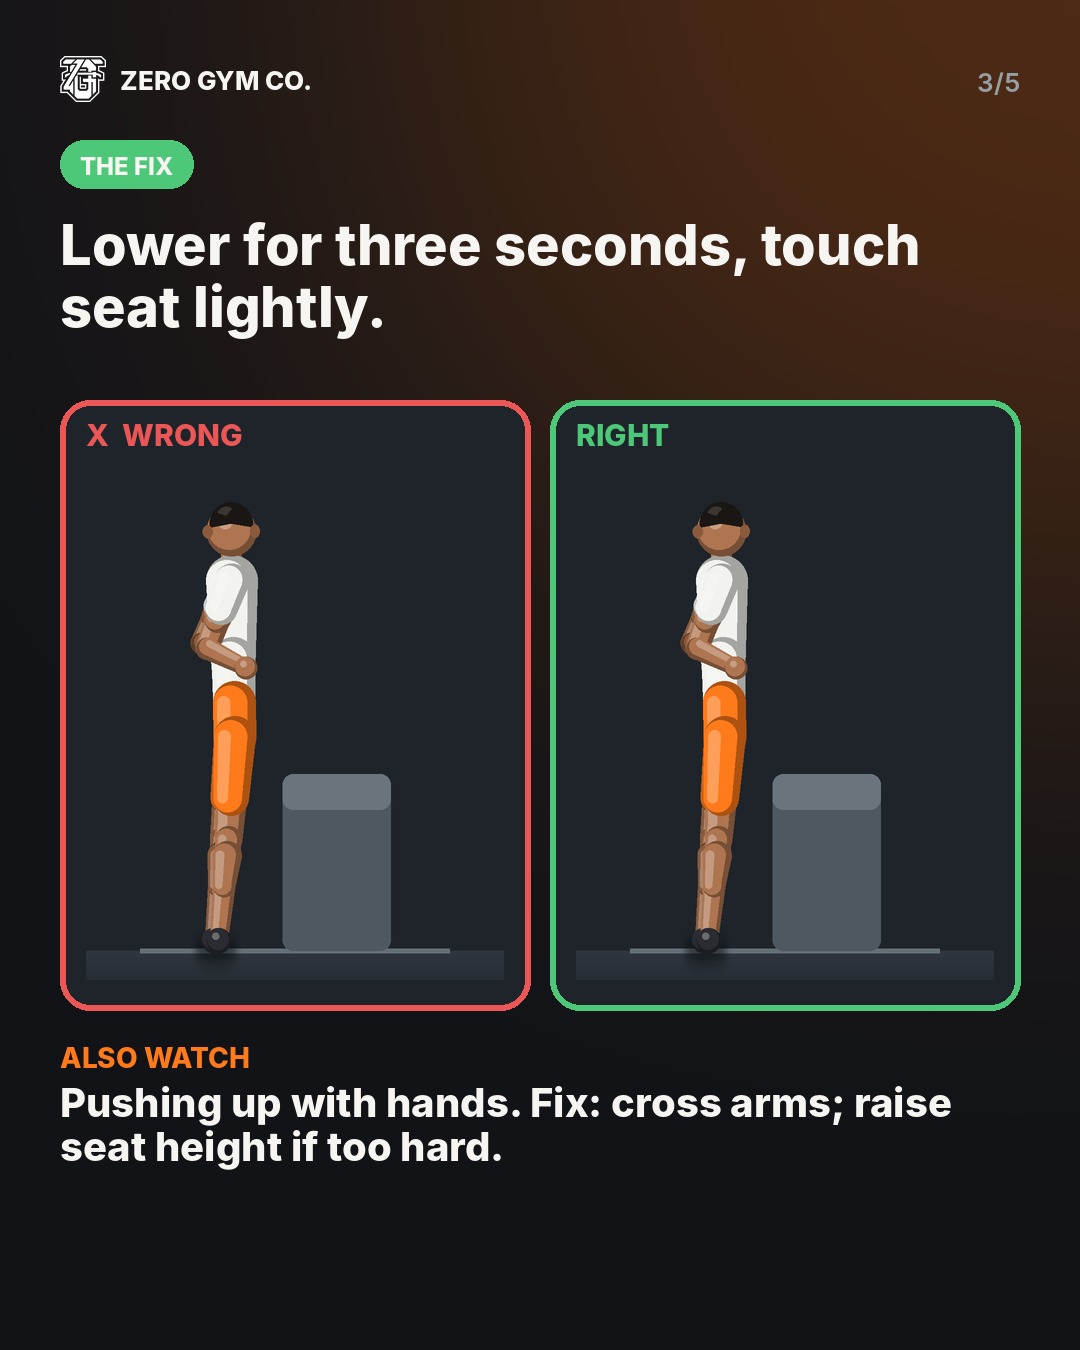 ZERO GYM CO.
3/5
THE FIX
Lower for three seconds, touch
seat lightly.
X WRONG
RIGHT
ALSO WATCH
Pushing up with hands. Fix: cross arms; raise
seat height if too hard.